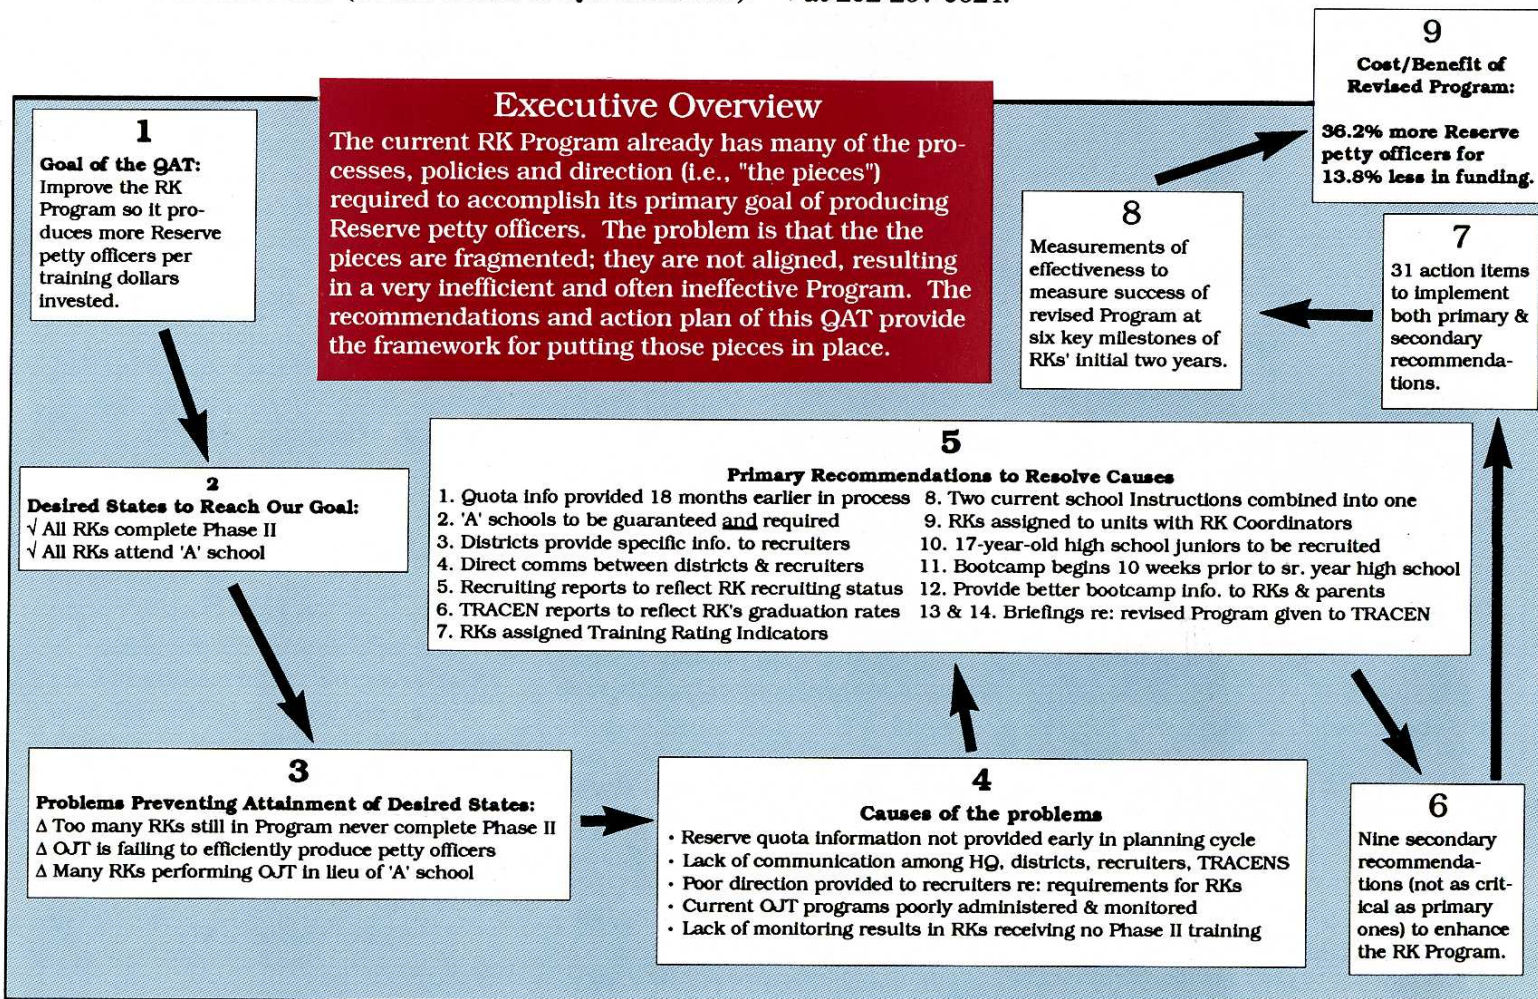 at 202-267-0624.
Executive Overview
The current RK Program already has many of the pro-
cesses, policies and direction (i.e., "the pieces")
required to accomplish its primary goal of producing
Reserve petty officers. The problem is that the the
pieces are fragmented; they are not aligned, resulting
in a very inefficient and often ineffective Program. The
recommendations and action plan of this QAT provide
the framework for putting those pieces in place.
1
Goal of the QAT:
Improve the RK
Program so it pro-
duces more Reserve
petty officers per
training dollars
invested.
2
Desired States to Reach Our Goal:
√ All RKs complete Phase II
√ All RKs attend 'A' school
3
Problems Preventing Attainment of Desired States:
Δ Too many RKs still in Program never complete Phase II
Δ OJT is failing to efficiently produce petty officers
Δ Many RKs performing OJT in lieu of 'A' school
4
Causes of the problems
· Reserve quota information not provided early in planning cycle
· Lack of communication among HQ, districts, recruiters, TRACENS
· Poor direction provided to recruiters re: requirements for RKs
· Current OJT programs poorly administered & monitored
· Lack of monitoring results in RKs receiving no Phase II training
5
Primary Recommendations to Resolve Causes
1. Quota info provided 18 months earlier in process
2. 'A' schools to be guaranteed and required
3. Districts provide specific info. to recruiters
4. Direct comms between districts & recruiters
5. Recruiting reports to reflect RK recruiting status
6. TRACEN reports to reflect RK's graduation rates
7. RKs assigned Training Rating Indicators
8. Two current school Instructions combined into one
9. RKs assigned to units with RK Coordinators
10. 17-year-old high school juniors to be recruited
11. Bootcamp begins 10 weeks prior to sr. year high school
12. Provide better bootcamp info. to RKs & parents
13 & 14. Briefings re: revised Program given to TRACEN
6
Nine secondary
recommenda-
tions (not as crit-
ical as primary
ones) to enhance
the RK Program.
7
31 action items
to implement
both primary &
secondary
recommenda-
tions.
8
Measurements of
effectiveness to
measure success of
revised Program at
six key milestones of
RKs' initial two years.
9
Cost/Benefit of
Revised Program:
36.2% more Reserve
petty officers for
13.8% less in funding.